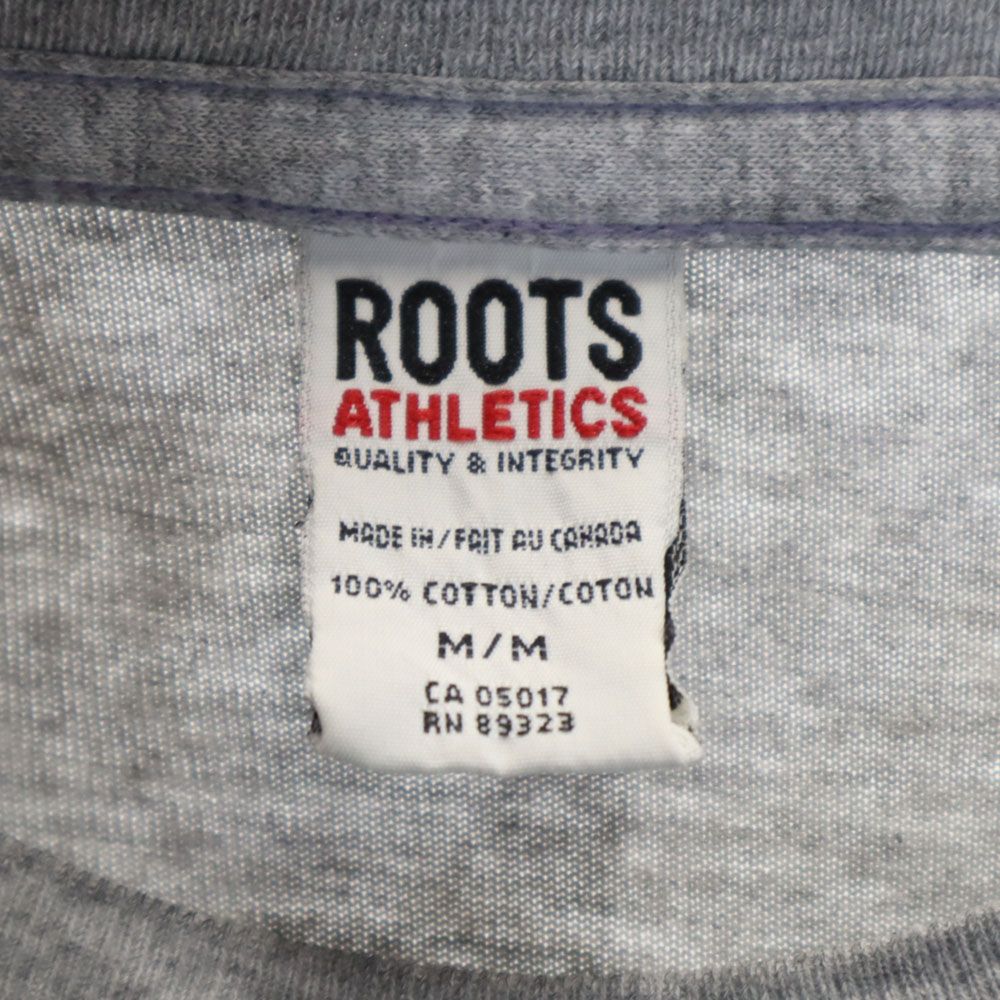 ROOTS
ATHLETICS
QUALITY & INTEGRITY
MADE IN/FAIT AU CANADA
100% COTTON/COTON
M/M
CA 05017
RN 89323